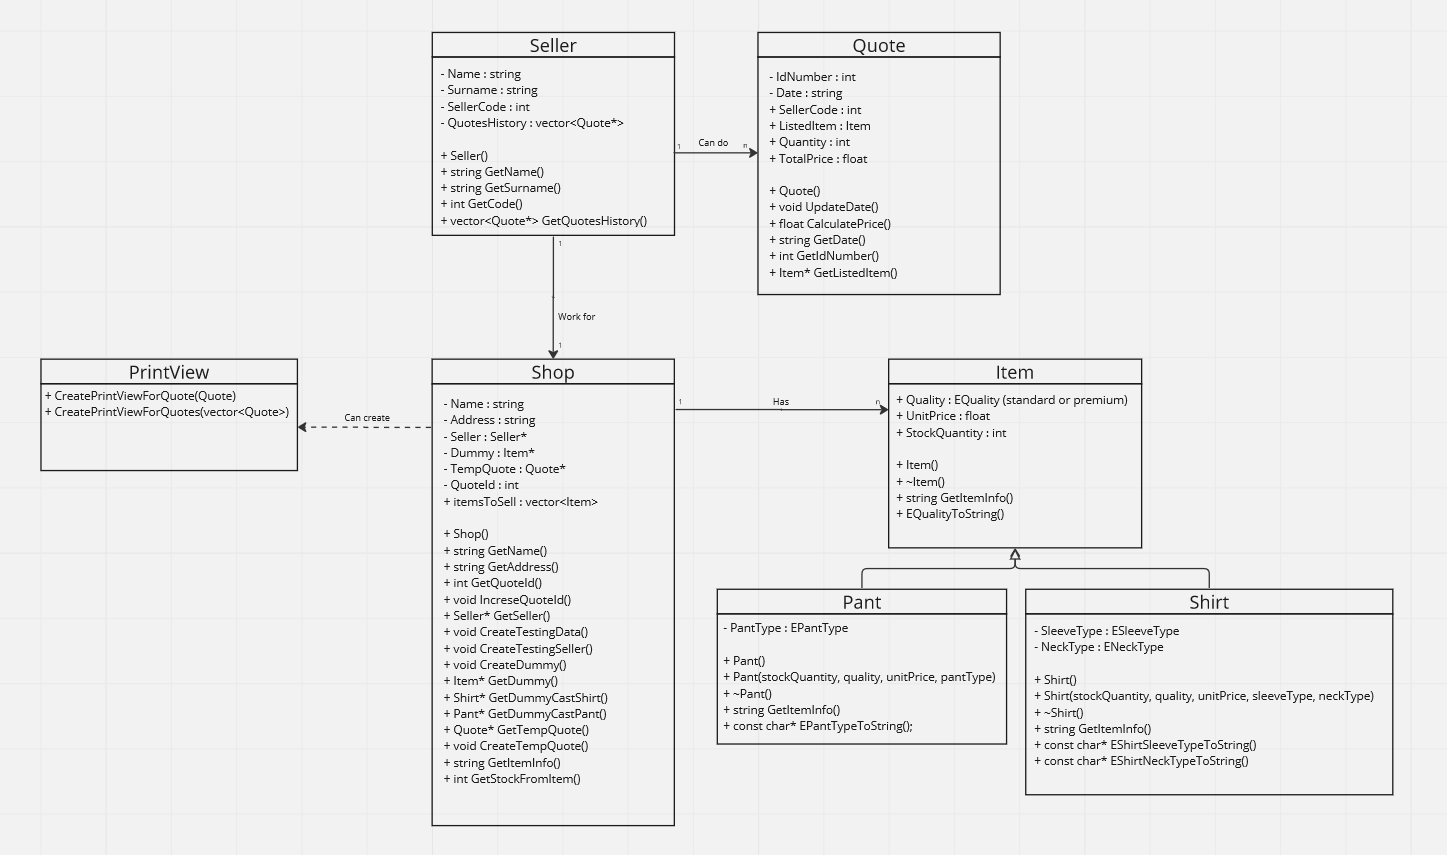 Seller
- Name : string
- Surname : string
- SellerCode : int
- QuotesHistory : vector<Quote*>
+ Seller()
+ string GetName()
+ string GetSurname()
+ int GetCode()
+ vector<Quote*> GetQuotesHistory()
1
Can do
n
Quote
- IdNumber : int
- Date : string
+ SellerCode : int
+ ListedItem : Item
+ Quantity : int
+ TotalPrice : float
+ Quote()
+ void UpdateDate()
+ float CalculatePrice()
+ string GetDate()
+ int GetIdNumber()
+ Item* GetListedItem()
1
Work for
1
PrintView
+ CreatePrintViewForQuote(Quote)
+ CreatePrintViewForQuotes(vector<Quote>)
Can create
Shop
- Name : string
- Address : string
- Seller : Seller*
- Dummy : Item*
- TempQuote : Quote*
- QuoteId : int
+ itemsToSell : vector<Item>
+ Shop()
+ string GetName()
+ string GetAddress()
+ int GetQuoteId()
+ void IncreseQuoteId()
+ Seller* GetSeller()
+ void CreateTestingData()
+ void CreateTestingSeller()
+ void CreateDummy()
+ Item* GetDummy()
+ Shirt* GetDummyCastShirt()
+ Pant* GetDummyCastPant()
+ Quote* GetTempQuote()
+ void CreateTempQuote()
+ string GetItemInfo()
+ int GetStockFromItem()
1
Has
n
Item
+ Quality : EQuality (standard or premium)
+ UnitPrice : float
+ StockQuantity : int
+ Item()
+ ~Item()
+ string GetItemInfo()
+ EQualityToString()
Pant
- PantType : EPantType
+ Pant()
+ Pant(stockQuantity, quality, unitPrice, pantType)
+ ~Pant()
+ string GetItemInfo()
+ const char* EPantTypeToString();
Shirt
- SleeveType : ESleeveType
- NeckType : ENeckType
+ Shirt()
+ Shirt(stockQuantity, quality, unitPrice, sleeveType, neckType)
+ ~Shirt()
+ string GetItemInfo()
+ const char* EShirtSleeveTypeToString()
+ const char* EShirtNeckTypeToString()